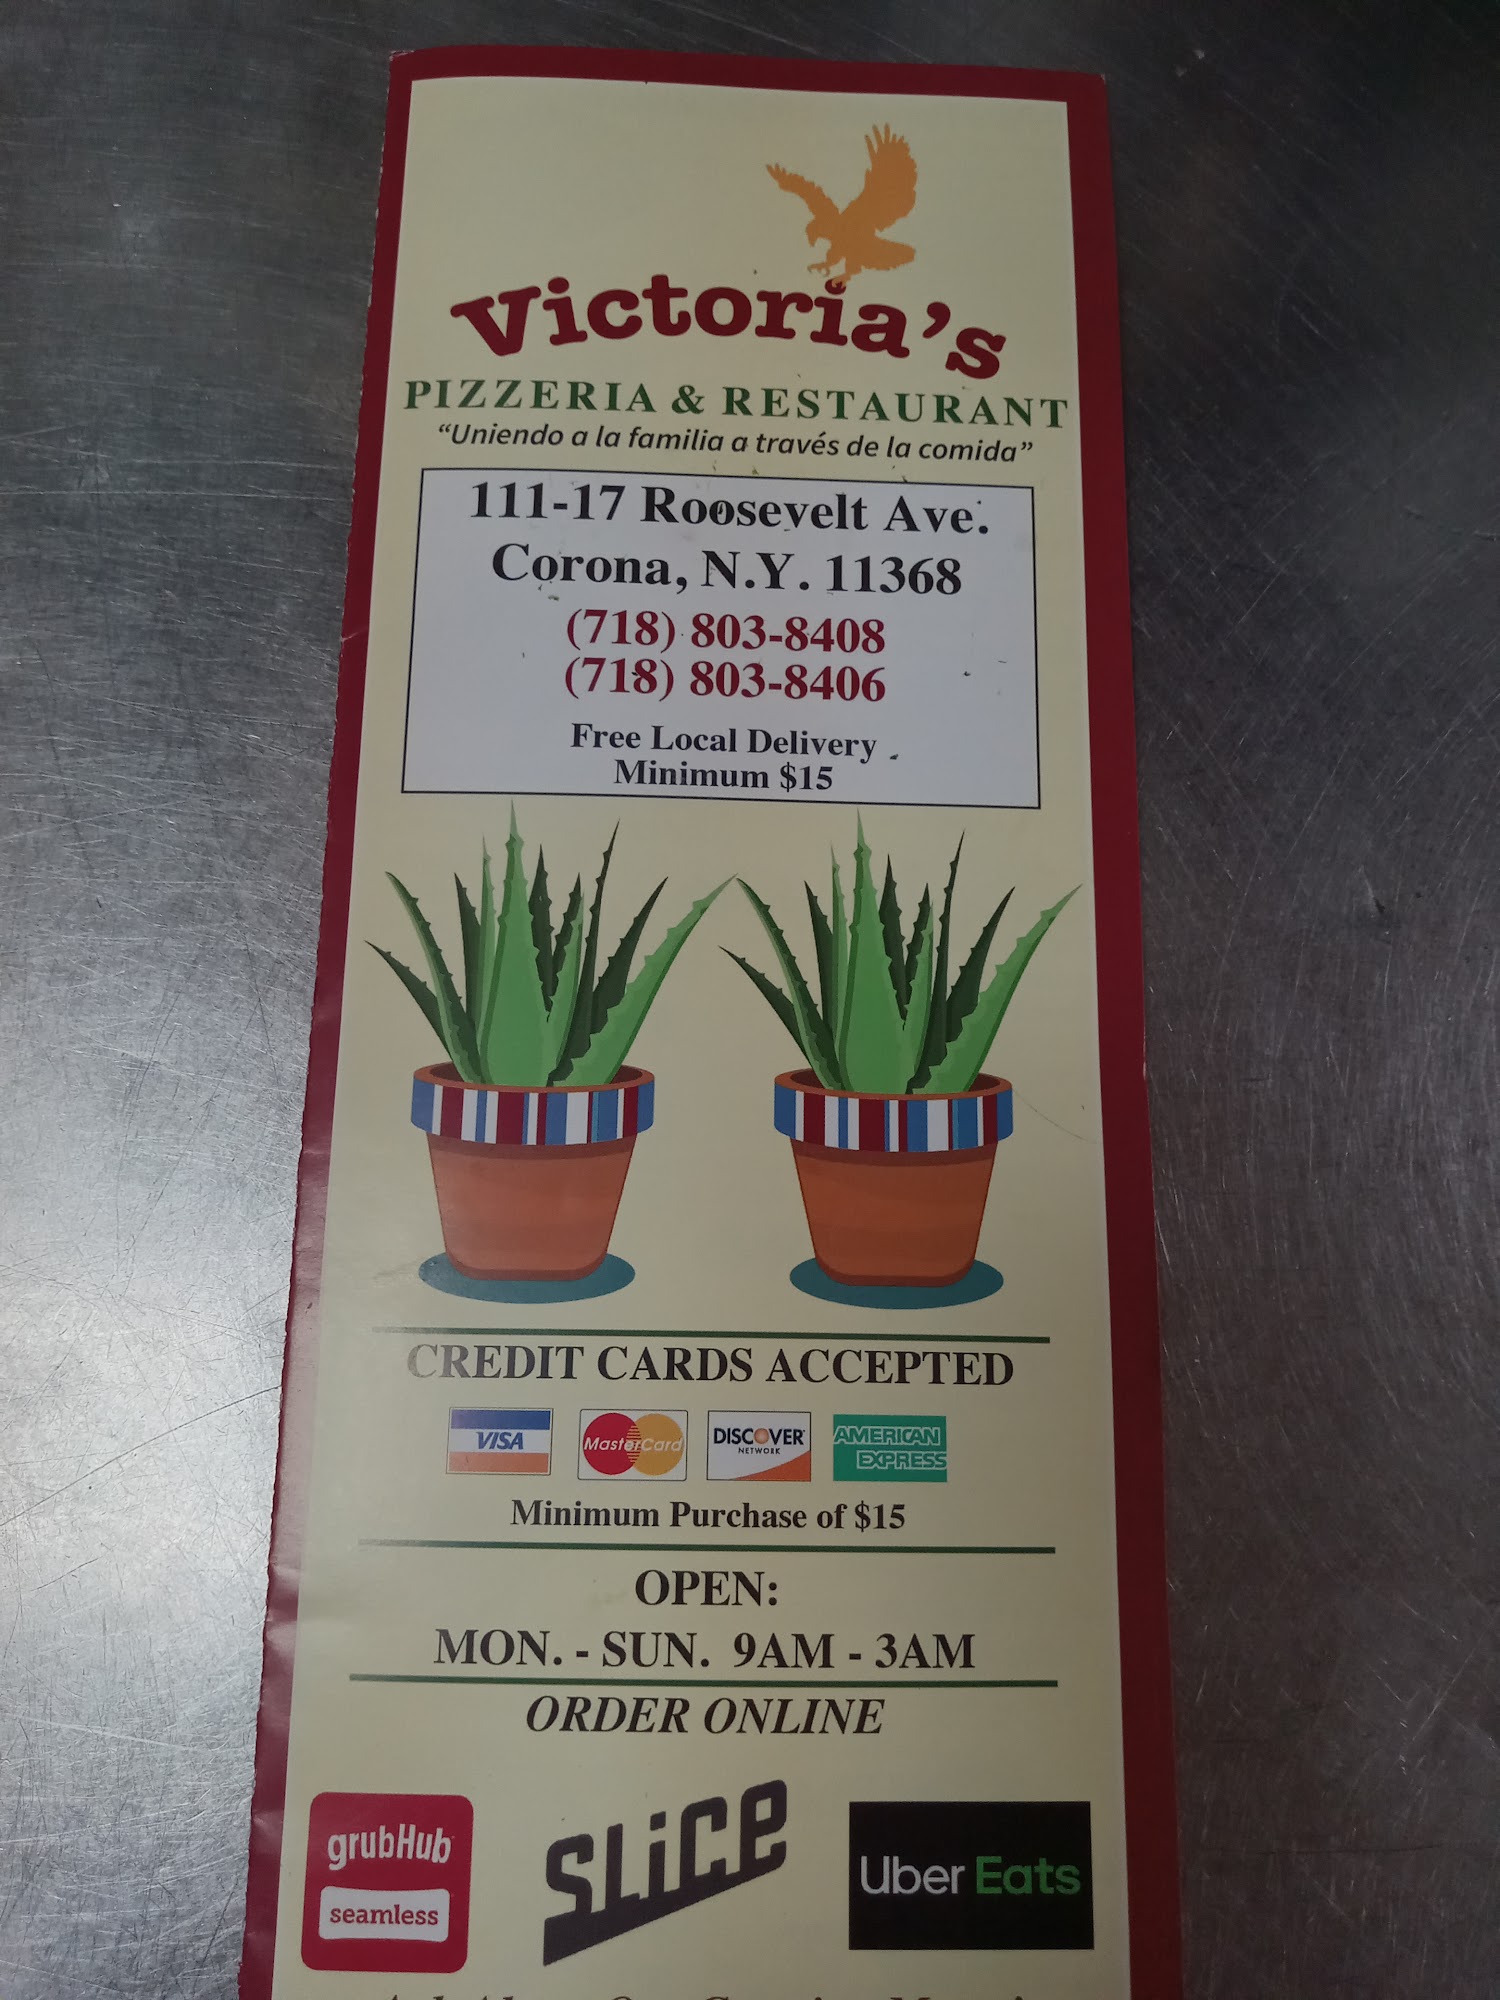 Victoria's
PIZZERIA & RESTAURANT
“Uniendo a la familia a través de la comida”
111-17 Roosevelt Ave.
Corona, N.Y. 11368
(718) 803-8408
(718) 803-8406
Free Local Delivery
Minimum $15
CREDIT CARDS ACCEPTED
VISA
MasterCard
DISCOVER
NETWORK
AMERICAN
EXPRESS
Minimum Purchase of $15
OPEN:
MON. - SUN. 9AM - 3AM
ORDER ONLINE
grubHub
seamless
SLiCe
Uber Eats